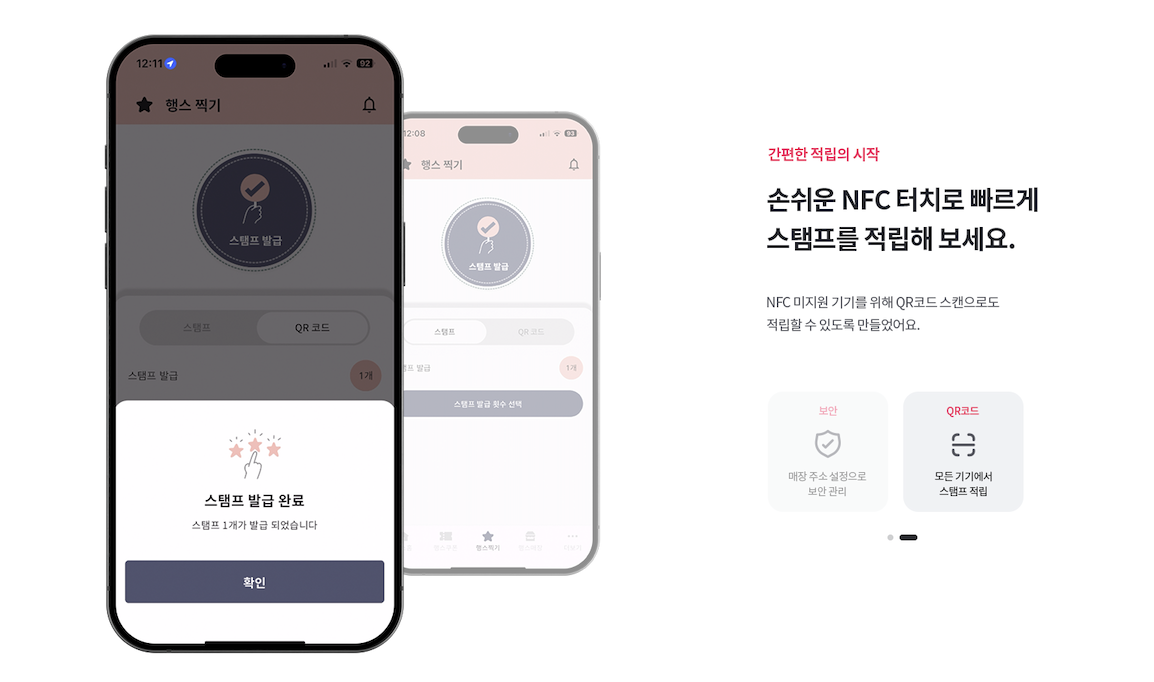 12:11
92
행스 찍기
스탬프 발급
스탬프
QR 코드
스탬프 발급
1개
스탬프 발급 완료
스탬프 1개가 발급 되었습니다
확인
12:08
93
행스 찍기
스탬프 발급
스탬프
QR 코드
발급
1개
스탬프 발급 횟수 선택
행스찍기
간편한 적립의 시작
손쉬운 NFC 터치로 빠르게
스탬프를 적립해 보세요.
NFC 미지원 기기를 위해 QR코드 스캔으로도
적립할 수 있도록 만들었어요.
보안
매장 주소 설정으로
보안 관리
QR코드
모든 기기에서
스탬프 적립